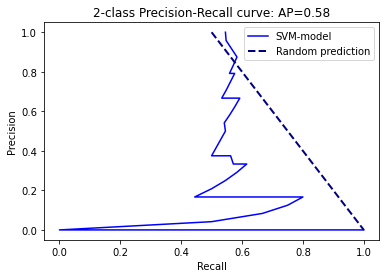 2-class Precision-Recall curve: AP=0.58
SVM-model
Random prediction
1.0
0.8
0.6
0.4
0.2
0.0
Precision
0.0 0.2 0.4 0.6 0.8 1.0
Recall